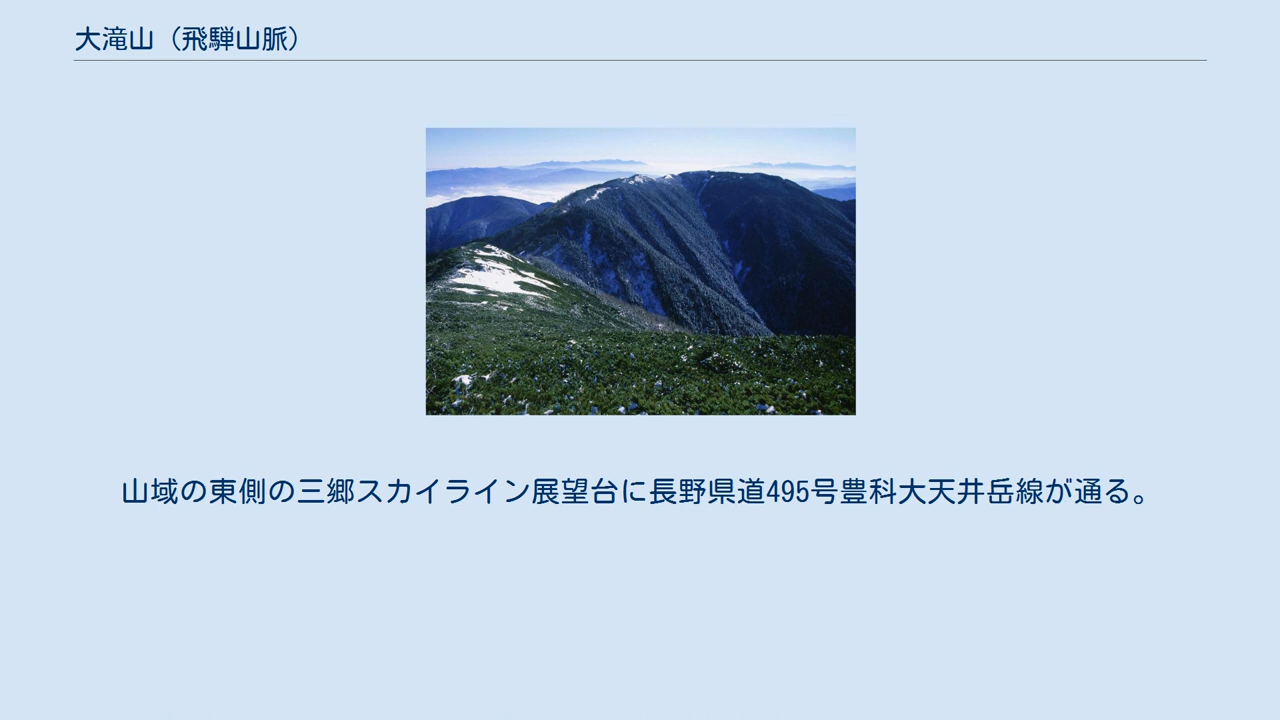 大滝山（飛騨山脈）
山域の東側の三郷スカイライン展望台に長野県道495号豊科大天井岳線が通る。